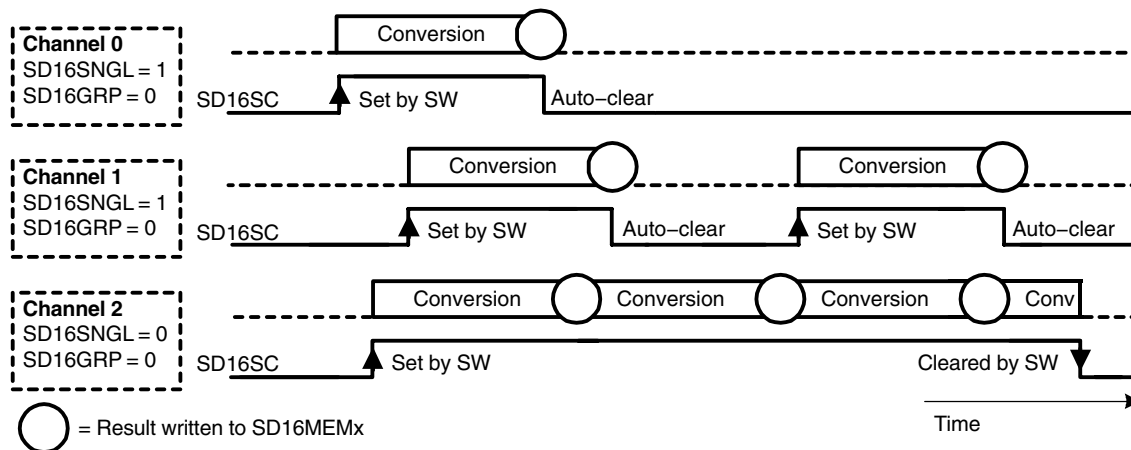 Channel 0
SD16SNGL = 1
SD16GRP = 0
Conversion
SD16SC
Set by SW
Auto−clear
Channel 1
SD16SNGL = 1
SD16GRP = 0
Conversion
Conversion
SD16SC
Set by SW
Auto−clear
Set by SW
Auto−clear
Channel 2
SD16SNGL = 0
SD16GRP = 0
Conversion
Conversion
Conversion
Conv
SD16SC
Set by SW
Cleared by SW
= Result written to SD16MEMx
Time